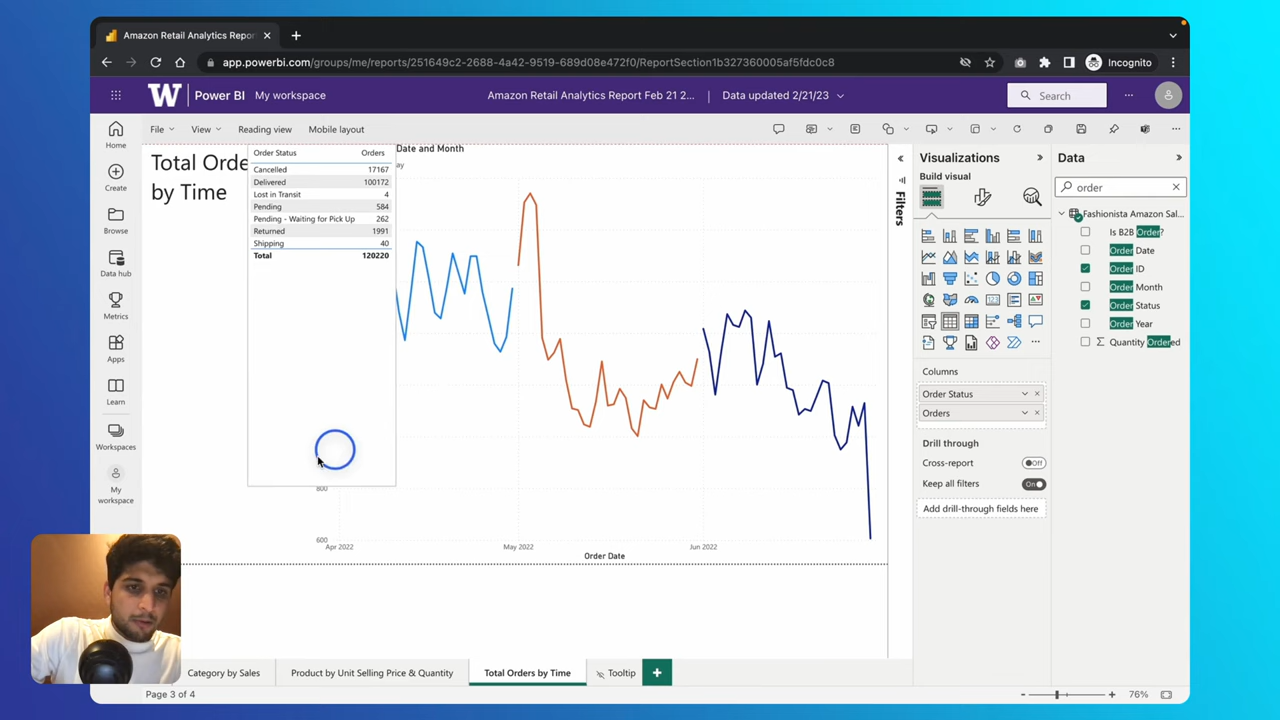 Amazon Retail Analytics Repor
app.powerbi.com/groups/me/reports/251649c2-2688-4a42-9519-689d08e472f0/ReportSection1b327360005af5fdc0c8
Incognito
Power BI My workspace
Amazon Retail Analytics Report Feb 21 2... | Data updated 2/21/23
Search
File View Reading view Mobile layout
Home
Create
Browse
Data hub
Metrics
Apps
Learn
Workspaces
My workspace
Total Orde
by Time
Date and Month
ay
Order Status Orders
Cancelled 17167
Delivered 100172
Lost in Transit 4
Pending 584
Pending - Waiting for Pick Up 262
Returned 1991
Shipping 40
Total 120220
800
600
Apr 2022 May 2022 Jun 2022
Order Date
Filters
Visualizations
Build visual
Columns
Order Status
Orders
Drill through
Cross-report Off
Keep all filters On
Add drill-through fields here
Data
order
Fashionista Amazon Sal...
Is B2B Order?
Order Date
Order ID
Order Month
Order Status
Order Year
Σ Quantity Ordered
Category by Sales Product by Unit Selling Price & Quantity Total Orders by Time Tooltip
Page 3 of 4
76%